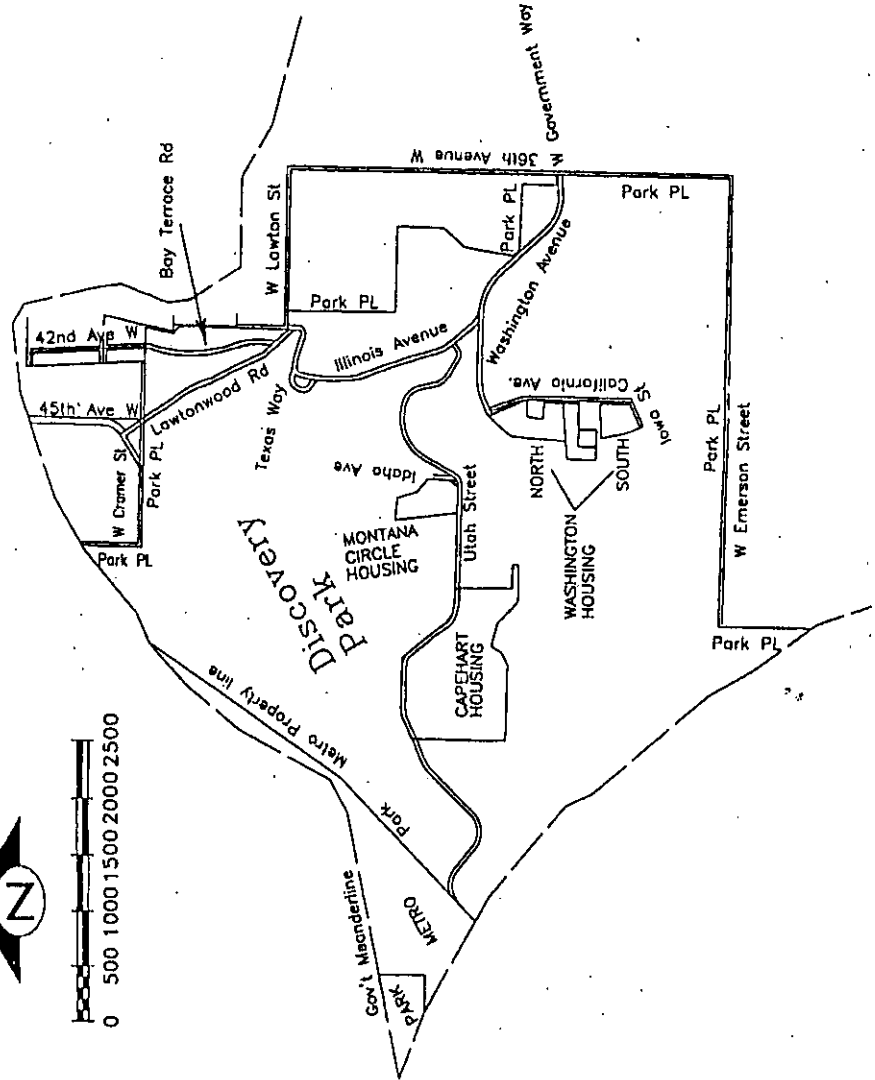 Z
0 500 1000 1500 2000 2500
42nd Ave W
Bay Terrace Rd
45th Ave W
W Cramer St
Park PL
Park PL
Lawtonwood Rd
W Lawton St
Park PL
Texas Way
Illinois Avenue
36th Avenue W
W Government Way
Park PL
Washington Avenue
Park PL
Discovery
Park
Idaho Ave
MONTANA
CIRCLE
HOUSING
Utah Street
California Ave.
Iowa St
NORTH
SOUTH
WASHINGTON
HOUSING
CAPEHART
HOUSING
Metro Property line
Park
METRO
Gov't Meanderline
PARK
Park PL
W Emerson Street
Park PL